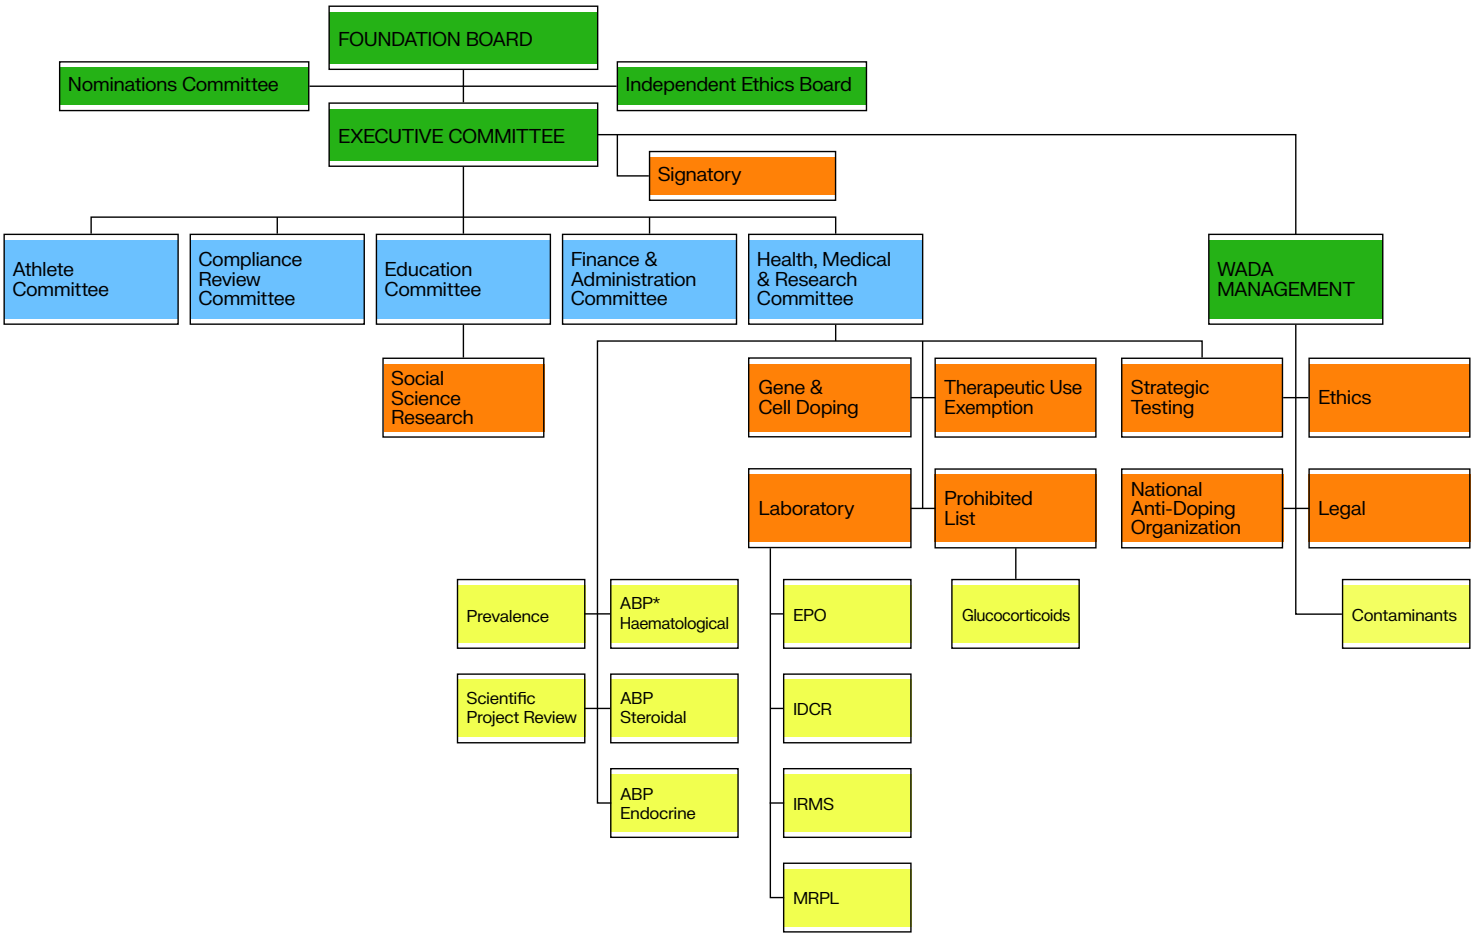 FOUNDATION BOARD
Nominations Committee
Independent Ethics Board
EXECUTIVE COMMITTEE
Signatory
Athlete
Committee
Compliance
Review
Committee
Education
Committee
Finance &
Administration
Committee
Health, Medical
& Research
Committee
WADA
MANAGEMENT
Social
Science
Research
Gene &
Cell Doping
Therapeutic Use
Exemption
Strategic
Testing
Ethics
Laboratory
Prohibited
List
National
Anti-Doping
Organization
Legal
Prevalence
ABP*
Haematological
EPO
Glucocorticoids
Contaminants
Scientific
Project Review
ABP
Steroidal
IDCR
ABP
Endocrine
IRMS
MRPL